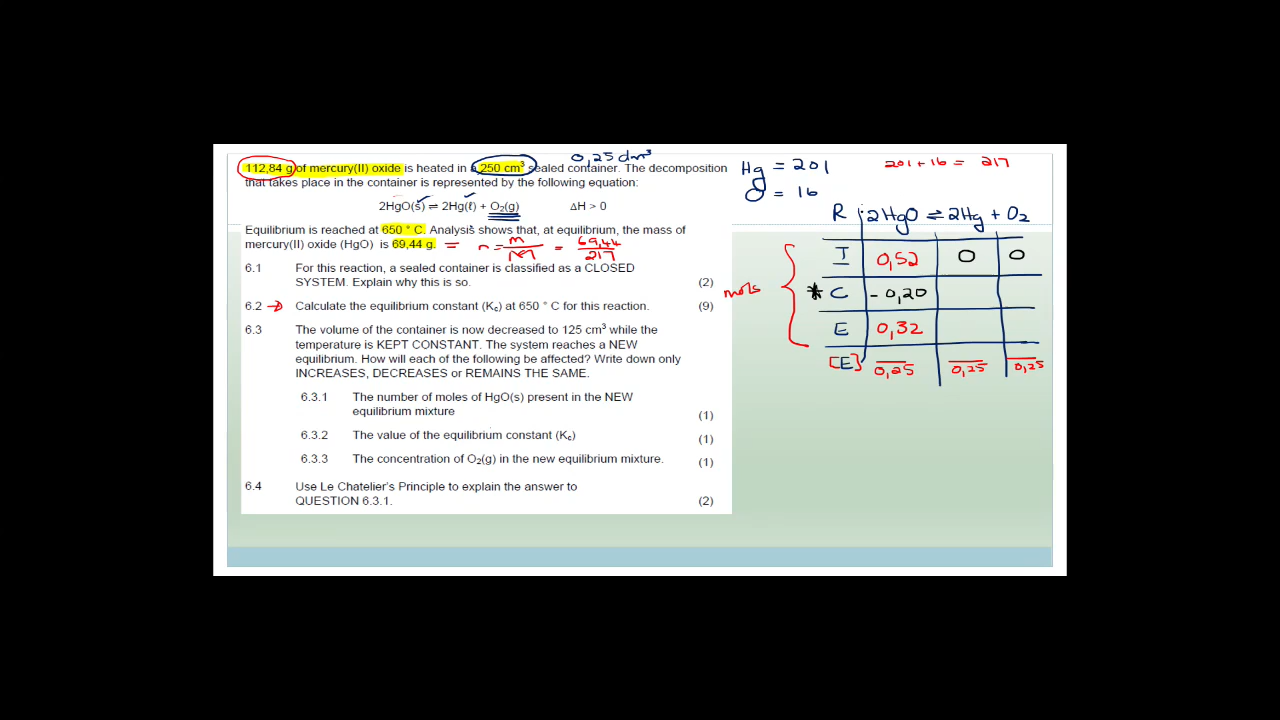 112,84 g of mercury(II) oxide is heated in a 250 cm³ sealed container. The decomposition
0,25 dm³
that takes place in the container is represented by the following equation:
2HgO(s) ⇌ 2Hg(ℓ) + O₂(g) ΔH > 0
Equilibrium is reached at 650 ° C. Analysis shows that, at equilibrium, the mass of
mercury(II) oxide (HgO) is 69,44 g. = n = m/M = 69,44/217
6.1 For this reaction, a sealed container is classified as a CLOSED
SYSTEM. Explain why this is so. (2)
6.2 → Calculate the equilibrium constant (Kc) at 650 ° C for this reaction. (9)
6.3 The volume of the container is now decreased to 125 cm³ while the
temperature is KEPT CONSTANT. The system reaches a NEW
equilibrium. How will each of the following be affected? Write down only
INCREASES, DECREASES or REMAINS THE SAME.
6.3.1 The number of moles of HgO(s) present in the NEW
equilibrium mixture (1)
6.3.2 The value of the equilibrium constant (Kc) (1)
6.3.3 The concentration of O₂(g) in the new equilibrium mixture. (1)
6.4 Use Le Chatelier's Principle to explain the answer to
QUESTION 6.3.1. (2)
Hg = 201
O = 16
201 + 16 = 217
R 2HgO ⇌ 2Hg + O₂
I 0,52 0 0
* C - 0,20
mols
E 0,32
[E] 0,25 0,25 0,25